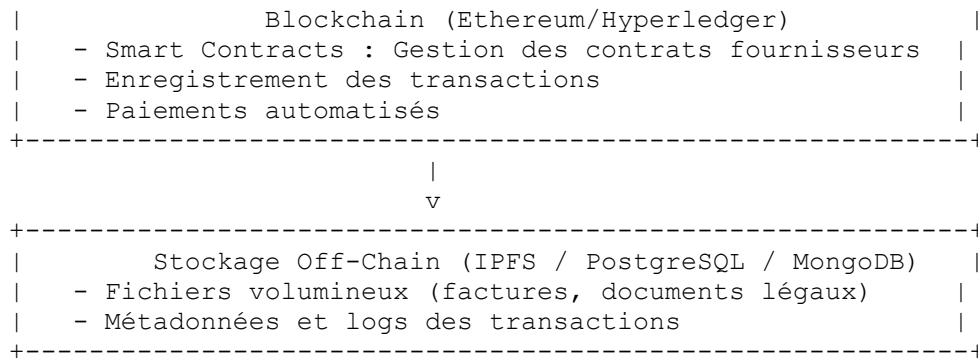 |              Blockchain (Ethereum/Hyperledger)             |
|   - Smart Contracts : Gestion des contrats fournisseurs  |
|   - Enregistrement des transactions                       |
|   - Paiements automatisés                                 |
+-----------------------------------------------------------+
|
v
+-----------------------------------------------------------+
|        Stockage Off-Chain (IPFS / PostgreSQL / MongoDB)   |
|   - Fichiers volumineux (factures, documents légaux)      |
|   - Métadonnées et logs des transactions                  |
+-----------------------------------------------------------+